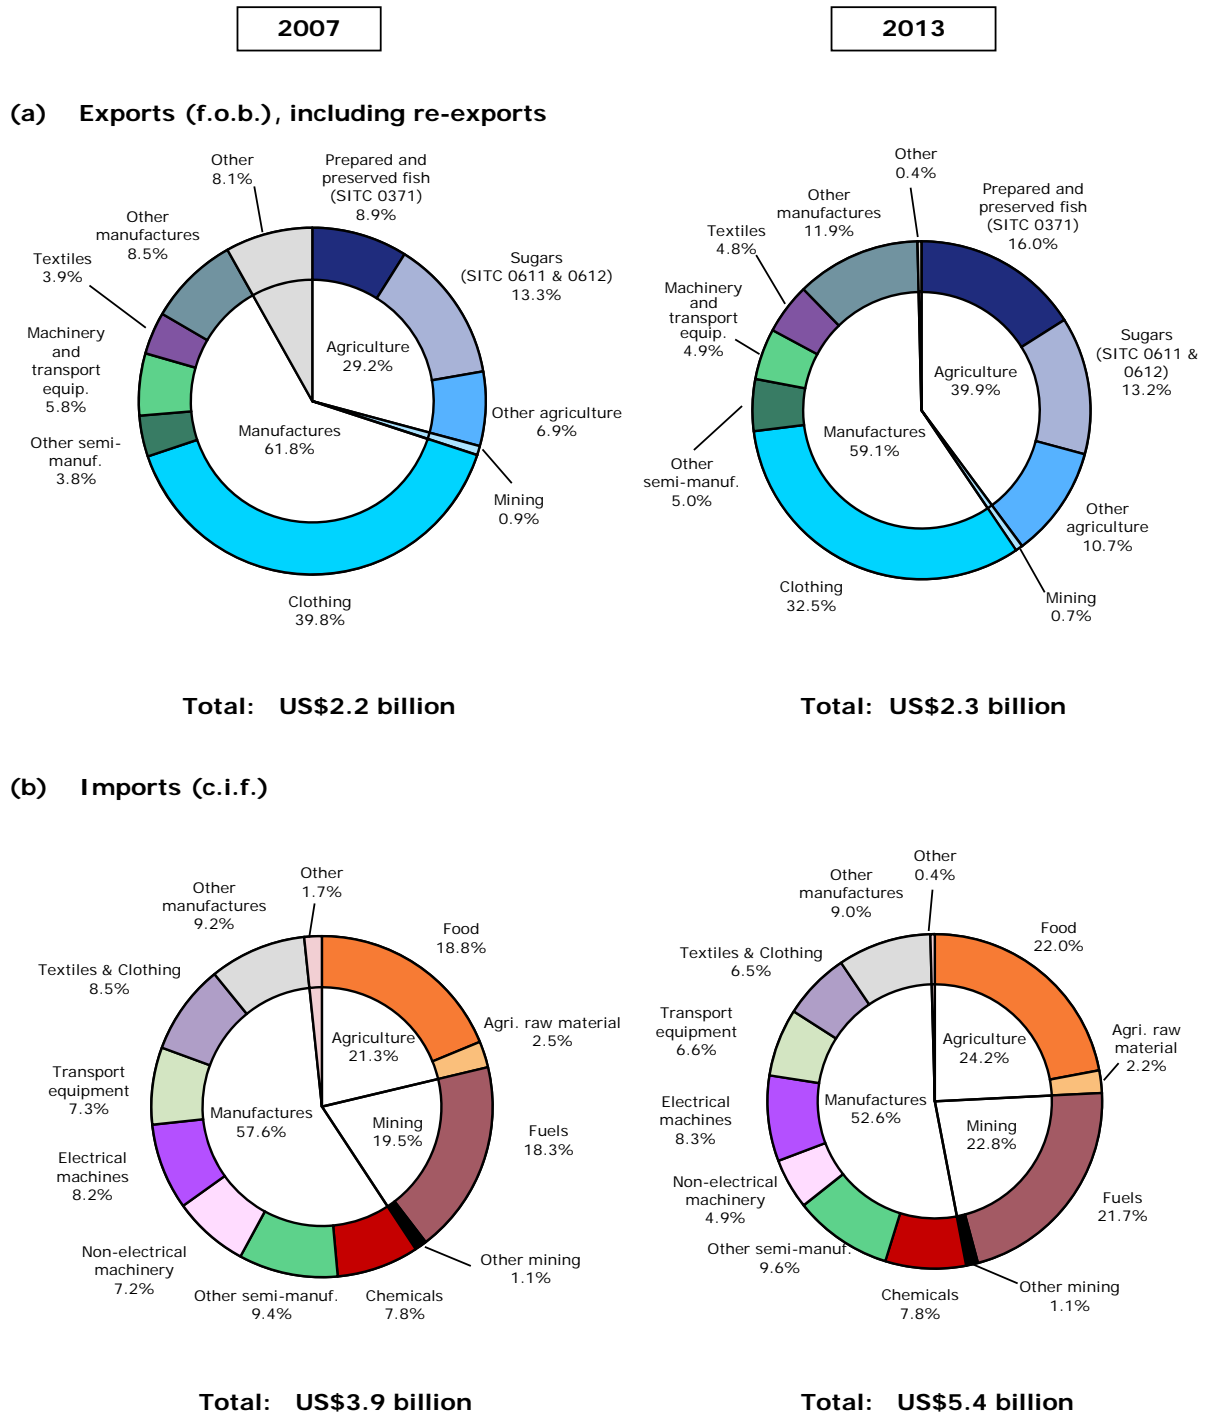 2007
2013
(a) Exports (f.o.b.), including re-exports
Other
8.1%
Prepared and
preserved fish
(SITC 0371)
8.9%
Other
manufactures
8.5%
Textiles
3.9%
Sugars
(SITC 0611 & 0612)
13.3%
Machinery
and
transport
equip.
5.8%
Agriculture
29.2%
Other agriculture
6.9%
Manufactures
61.8%
Other semi-
manuf.
3.8%
Mining
0.9%
Clothing
39.8%
Other
0.4%
Prepared and
preserved fish
(SITC 0371)
16.0%
Other
manufactures
11.9%
Textiles
4.8%
Machinery
and
transport
equip.
4.9%
Sugars
(SITC 0611 &
0612)
13.2%
Agriculture
39.9%
Manufactures
59.1%
Other
semi-manuf.
5.0%
Other
agriculture
10.7%
Clothing
32.5%
Mining
0.7%
Total: US$2.2 billion
Total: US$2.3 billion
(b) Imports (c.i.f.)
Other
1.7%
Other
manufactures
9.2%
Food
18.8%
Textiles & Clothing
8.5%
Agri. raw material
2.5%
Agriculture
21.3%
Transport
equipment
7.3%
Manufactures
57.6%
Mining
19.5%
Fuels
18.3%
Electrical
machines
8.2%
Non-electrical
machinery
7.2%
Other mining
1.1%
Other semi-manuf.
9.4%
Chemicals
7.8%
Other
0.4%
Other
manufactures
9.0%
Food
22.0%
Textiles & Clothing
6.5%
Transport
equipment
6.6%
Agriculture
24.2%
Agri. raw
material
2.2%
Electrical
machines
8.3%
Manufactures
52.6%
Mining
22.8%
Non-electrical
machinery
4.9%
Fuels
21.7%
Other semi-manuf.
9.6%
Other mining
1.1%
Chemicals
7.8%
Total: US$3.9 billion
Total: US$5.4 billion